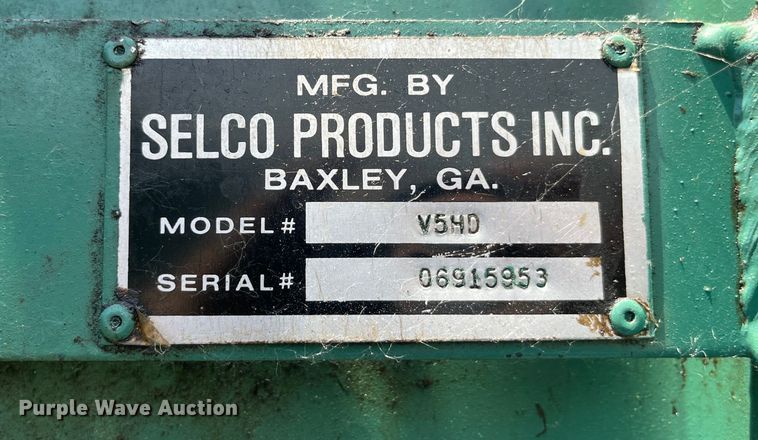 MFG. BY
SELCO PRODUCTS INC.
BAXLEY, GA.
MODEL# V5HD
SERIAL# 06915953
Purple Wave Auction